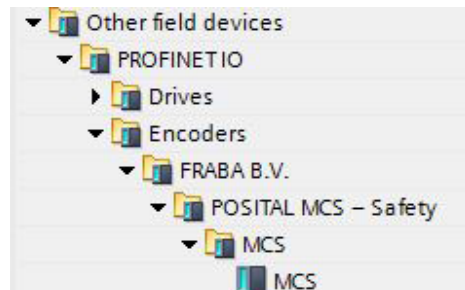 Other field devices
PROFINET IO
Drives
Encoders
FRABA B.V.
POSITAL MCS – Safety
MCS
MCS